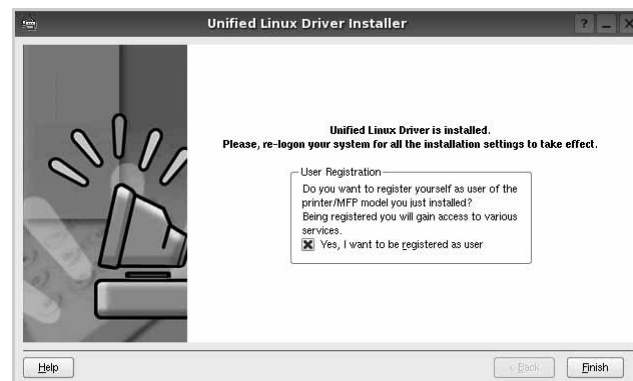 Unified Linux Driver Installer
Unified Linux Driver is installed.
Please, re-logon your system for all the installation settings to take effect.
User Registration
Do you want to register yourself as user of the
printer/MFP model you just installed?
Being registered you will gain access to various
services.
Yes, I want to be registered as user
Help
< Back
Finish